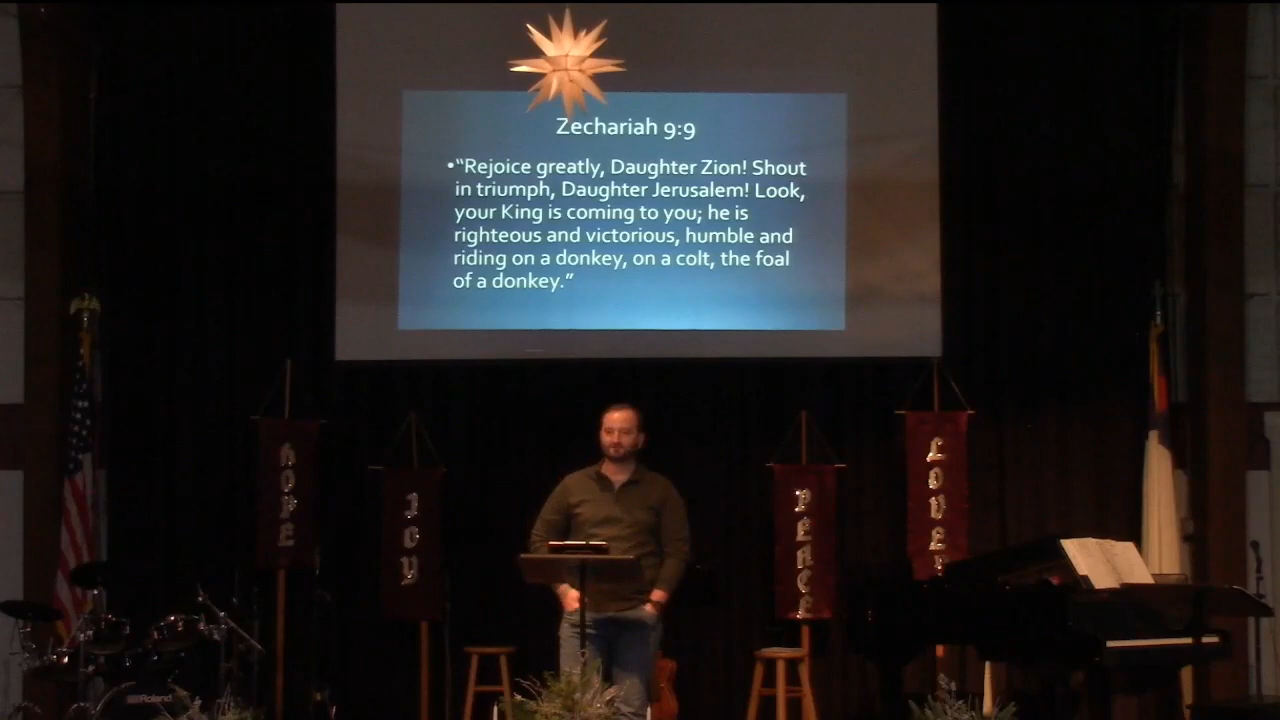 Zechariah 9:9
•“Rejoice greatly, Daughter Zion! Shout
in triumph, Daughter Jerusalem! Look,
your King is coming to you; he is
righteous and victorious, humble and
riding on a donkey, on a colt, the foal
of a donkey.”
HOPE
JOY
PEACE
LOVE
Roland